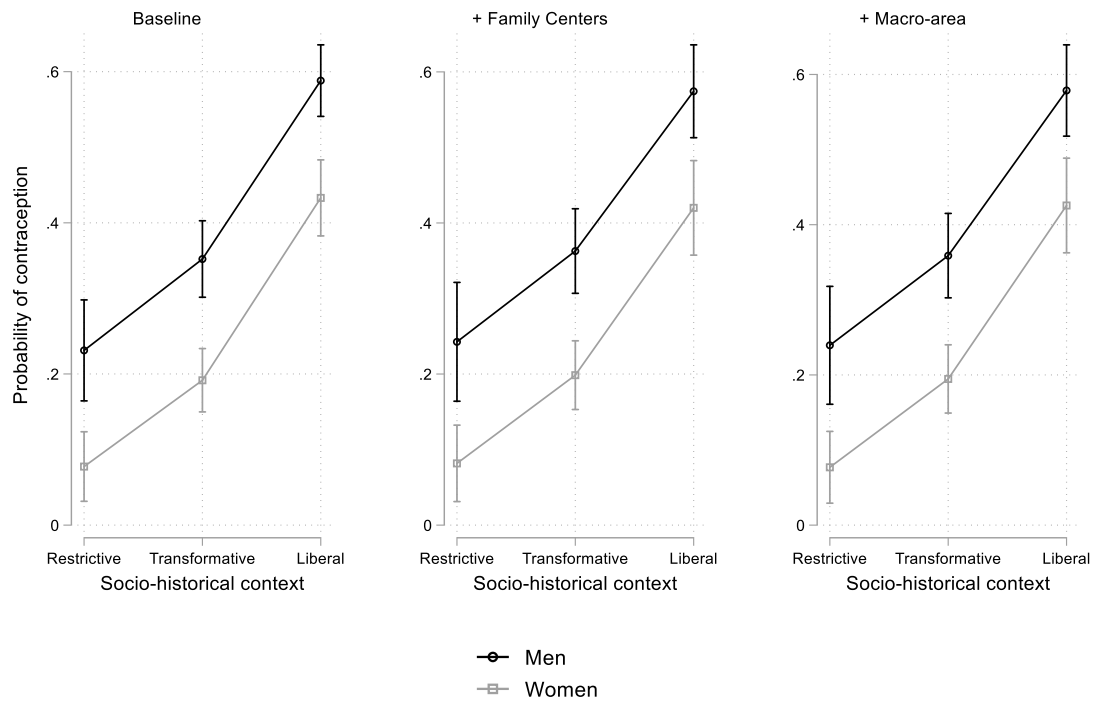 Baseline
+ Family Centers
+ Macro-area
Probability of contraception
.6
.4
.2
0
Restrictive Transformative Liberal
Socio-historical context
.6
.4
.2
0
Restrictive Transformative Liberal
Socio-historical context
.6
.4
.2
0
Restrictive Transformative Liberal
Socio-historical context
Men
Women